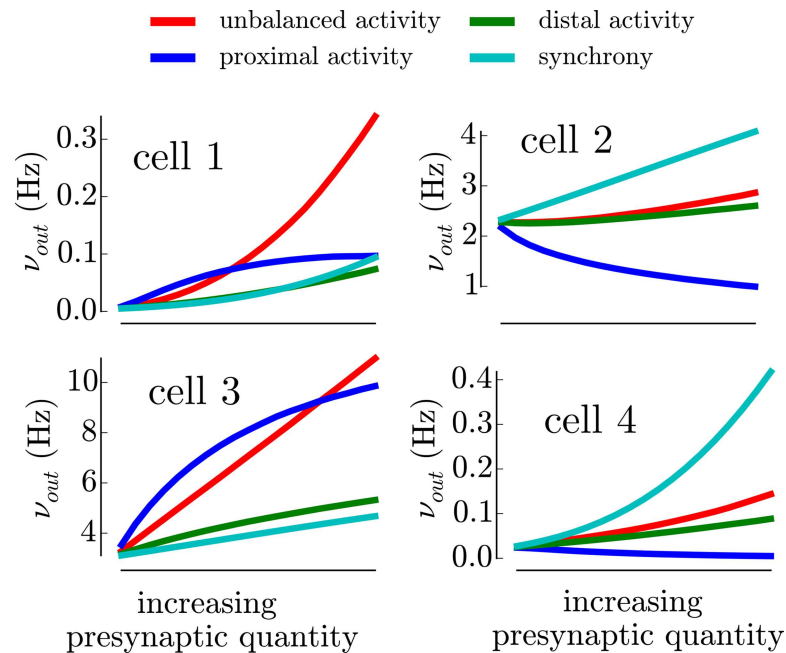 unbalanced activity
distal activity
proximal activity
synchrony
cell 1
ν_out (Hz)
0.3
0.2
0.1
0.0
cell 2
ν_out (Hz)
4
3
2
1
cell 3
ν_out (Hz)
10
8
6
4
cell 4
ν_out (Hz)
0.4
0.3
0.2
0.1
0.0
increasing
presynaptic quantity
increasing
presynaptic quantity